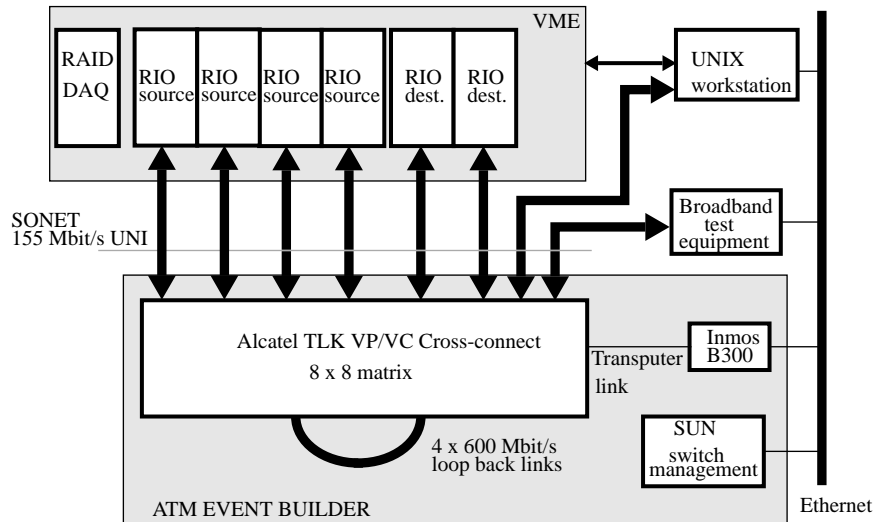 VME
RAID
DAQ
RIO
source
RIO
source
RIO
source
RIO
source
RIO
dest.
RIO
dest.
UNIX
workstation
SONET
155 Mbit/s UNI
Broadband
test
equipment
Alcatel TLK VP/VC Cross-connect
8 x 8 matrix
Transputer
link
Inmos
B300
4 x 600 Mbit/s
loop back links
SUN
switch
management
ATM EVENT BUILDER
Ethernet